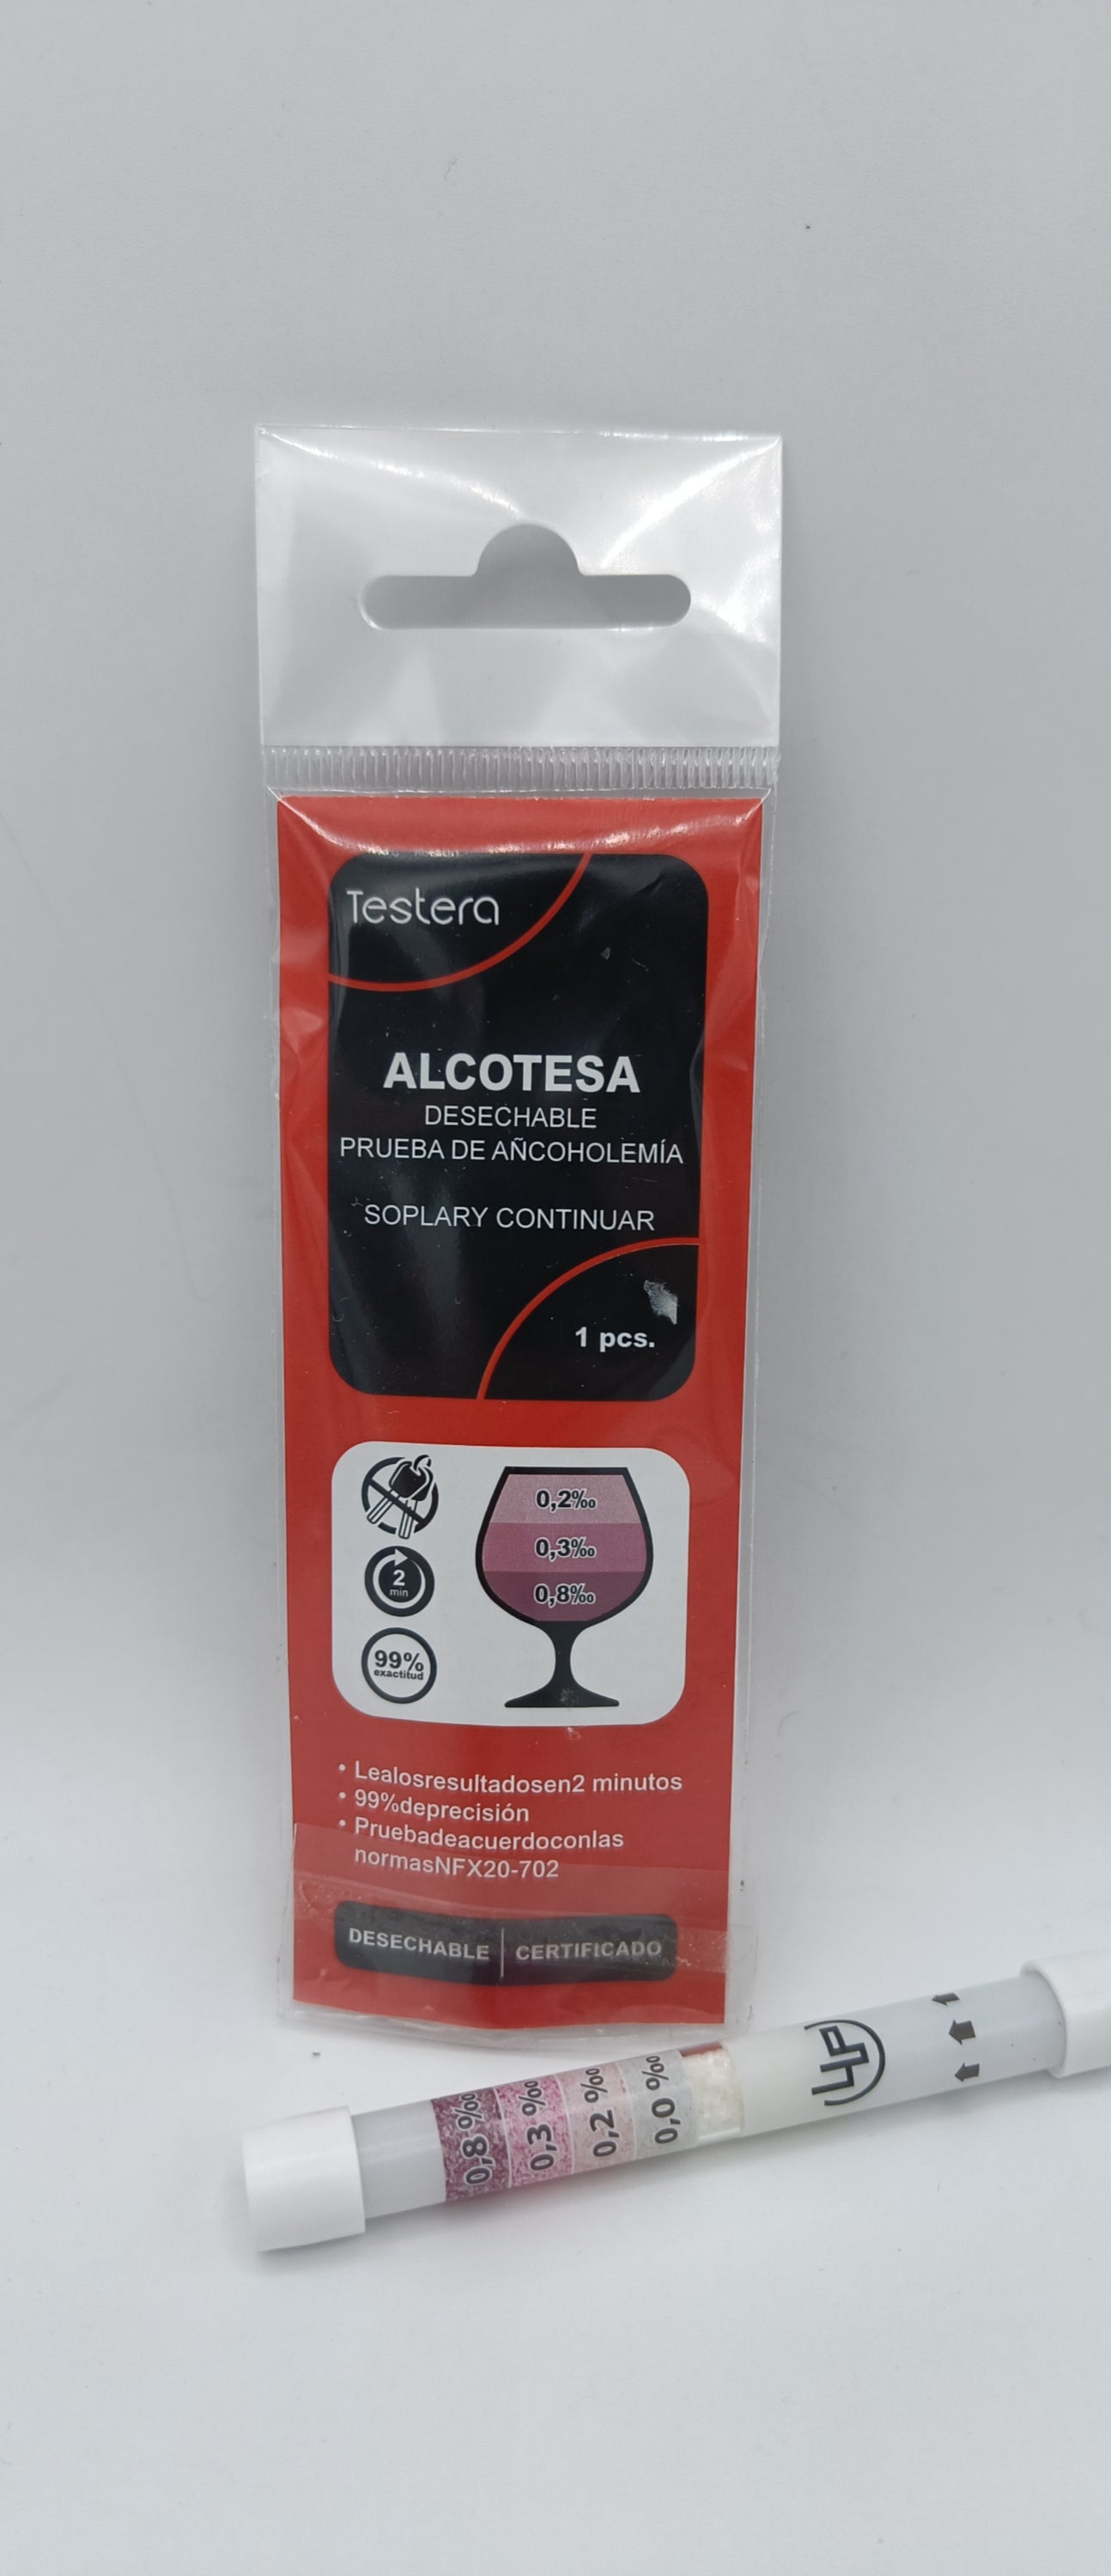 Testera
ALCOTESA
DESECHABLE
PRUEBA DE AÑCOHOLEMÍA
SOPLARY CONTINUAR
1 pcs.
0,2‰
0,3‰
0,8‰
2
min
99%
exactitud
• Lealosresultadosen2 minutos
• 99%deprecisión
• Pruebadeacuerdoconlas
normasNFX20-702
DESECHABLE | CERTIFICADO
0,8 ‰
0,3 ‰
0,2 ‰
0,0 ‰